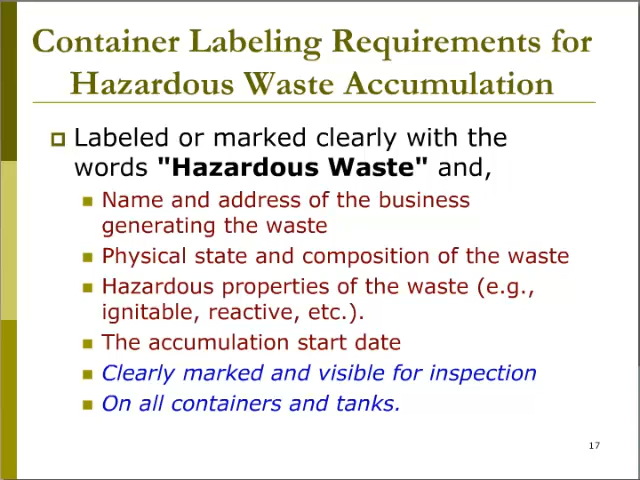 Container Labeling Requirements for
Hazardous Waste Accumulation
Labeled or marked clearly with the
words "Hazardous Waste" and,
Name and address of the business
generating the waste
Physical state and composition of the waste
Hazardous properties of the waste (e.g.,
ignitable, reactive, etc.).
The accumulation start date
Clearly marked and visible for inspection
On all containers and tanks.
17